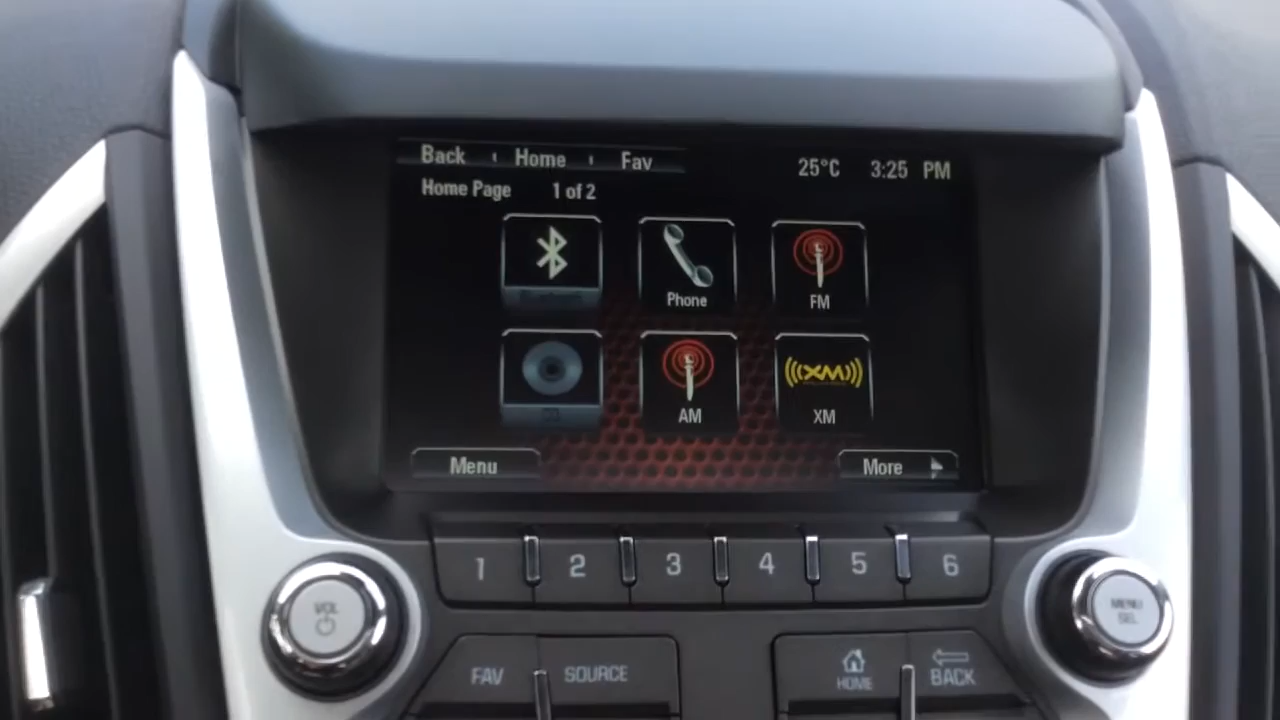 Back Home Fav 25°C 3:25 PM
Home Page 1 of 2
Phone FM
XM
AM XM
Menu More
1 2 3 4 5 6
VOL MENU
SEL
FAV SOURCE HOME BACK